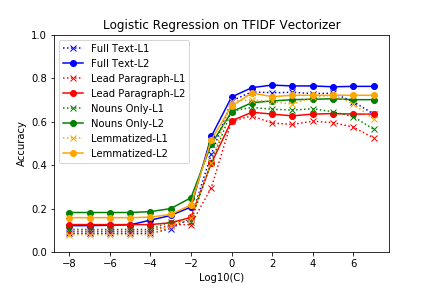 Logistic Regression on TFIDF Vectorizer
Accuracy
1.0
0.8
0.6
0.4
0.2
0.0
Full Text-L1
Full Text-L2
Lead Paragraph-L1
Lead Paragraph-L2
Nouns Only-L1
Nouns Only-L2
Lemmatized-L1
Lemmatized-L2
−8 −6 −4 −2 0 2 4 6
Log10(C)